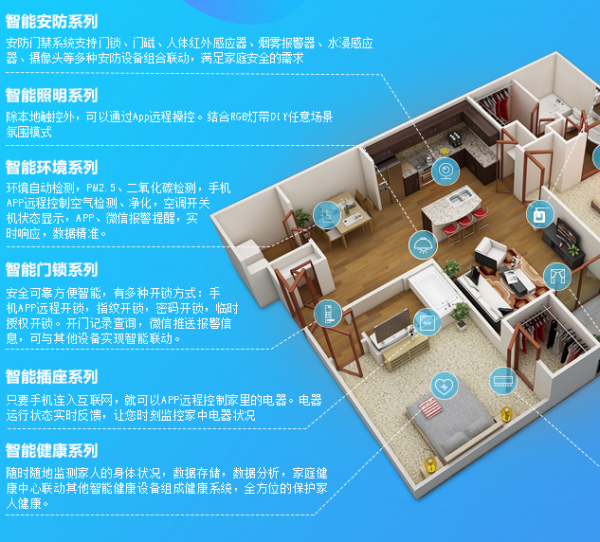 智能安防系列
安防门禁系统支持门锁、门磁、人体红外感应器、烟雾报警器、水浸感应
器、摄像头等多种安防设备组合联动，满足家庭安全的需求
智能照明系列
除本地触控外，可以通过App远程操控。结合RGB灯带DIY任意场景
氛围模式
智能环境系列
环境自动检测，PM2.5、二氧化碳检测，手机
APP远程控制空气检测、净化，空调开关
机状态显示，APP、微信报警提醒，实
时响应，数据精准。
智能门锁系列
安全可靠方便智能，有多种开锁方式：手
机APP远程开锁，指纹开锁，密码开锁，临时
授权开锁。开门记录查询，微信推送报警信
息，可与其他设备实现智能联动。
智能插座系列
只要手机连入互联网，就可以APP远程控制家里的电器。电器
运行状态实时反馈，让您时刻监控家中电器状况
智能健康系列
随时随地监测家人的身体状况，数据存储，数据分析，家庭健
康中心联动其他智能健康设备组成健康系统，全方位的保护家
人健康。